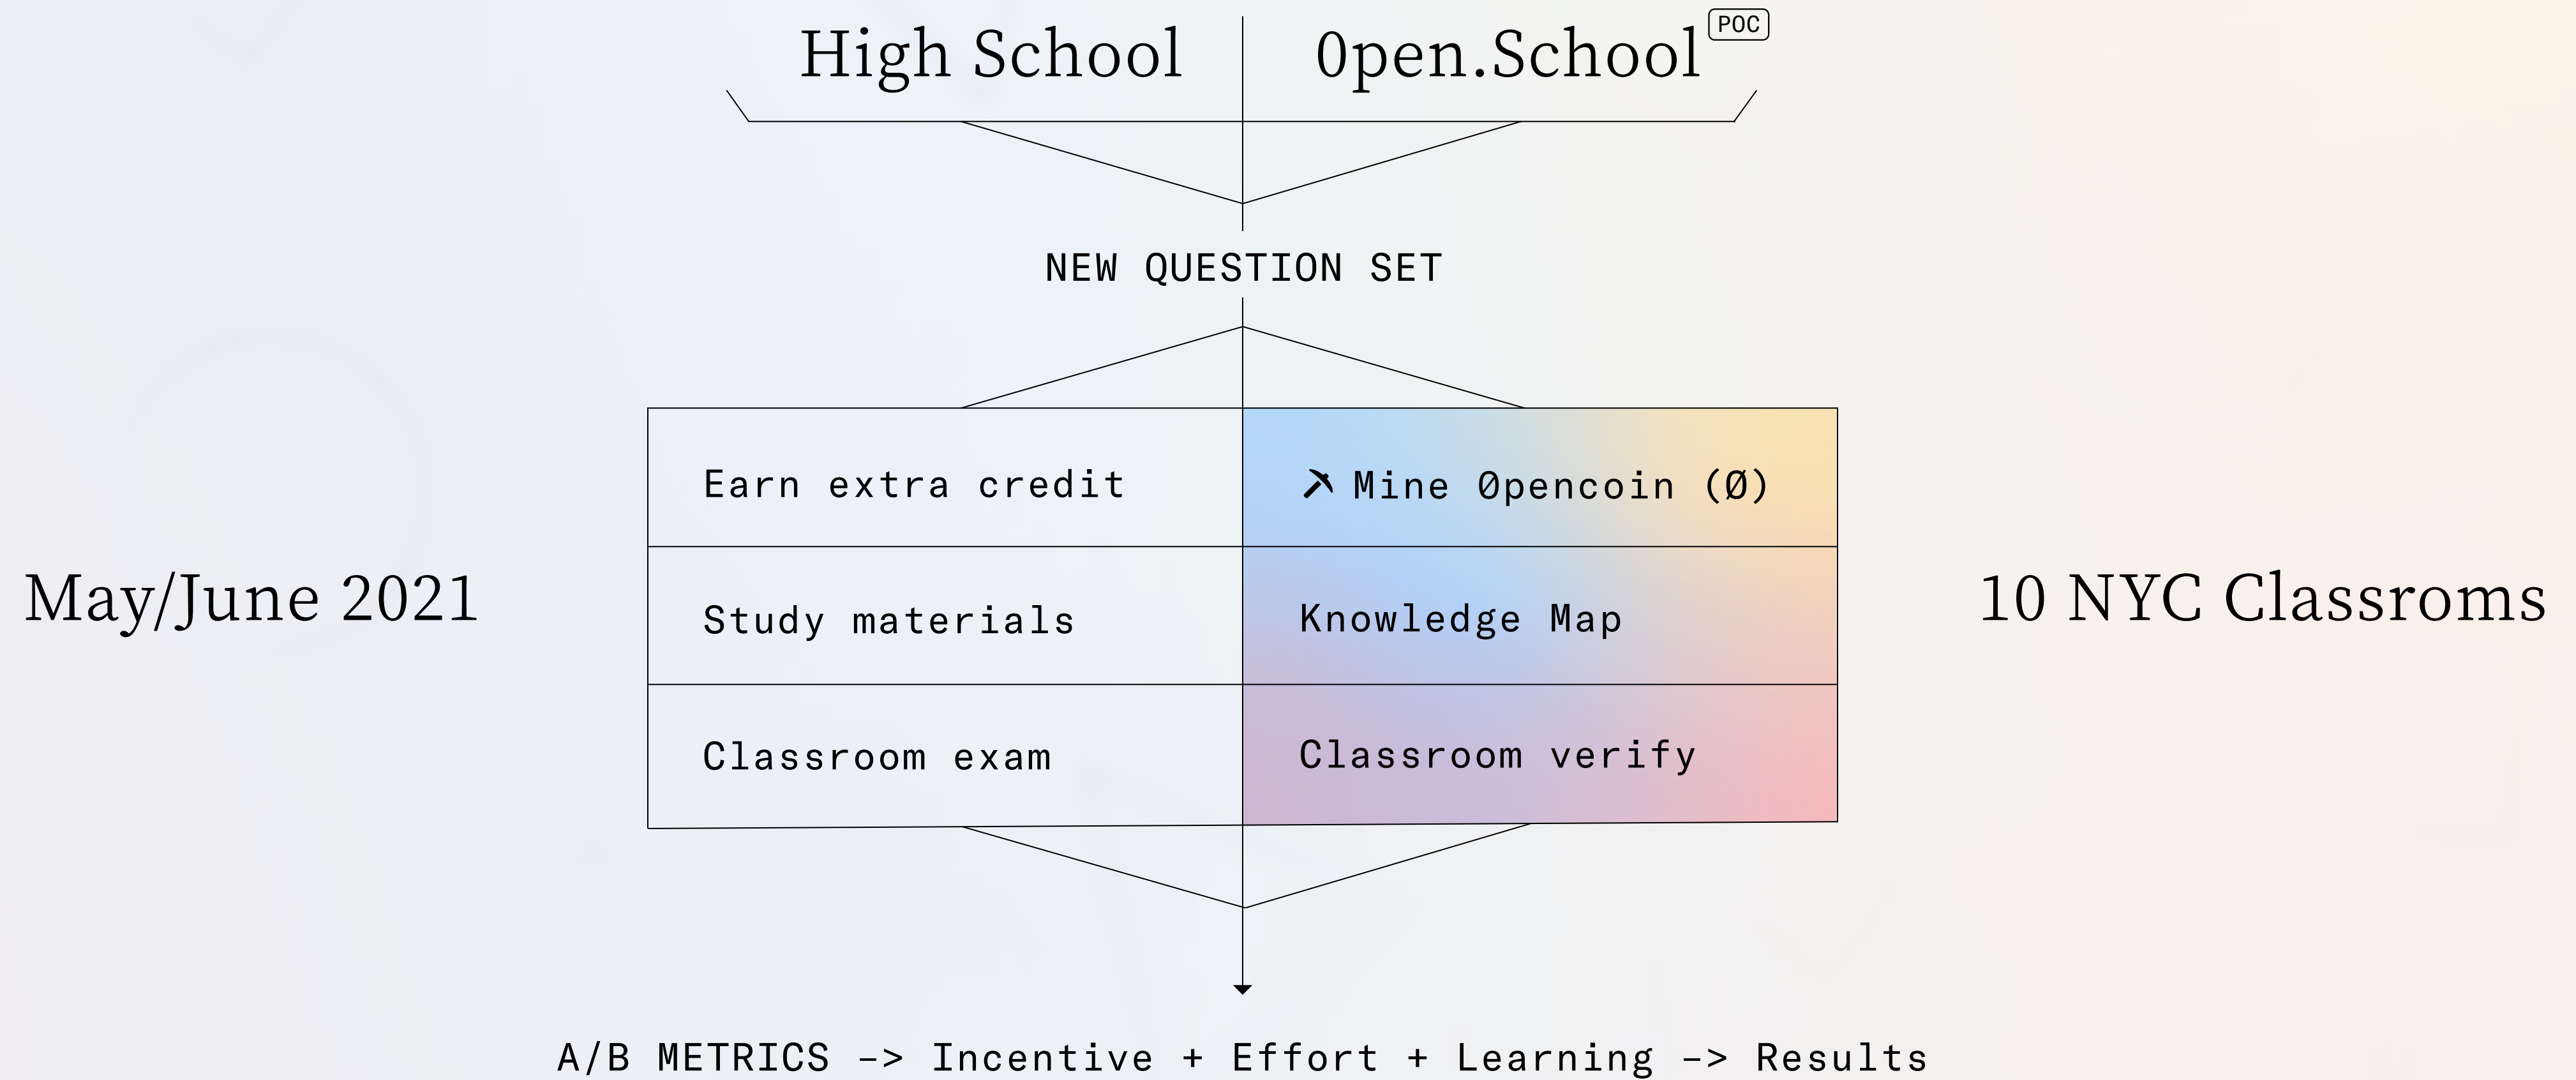 High School
0pen.School POC
NEW QUESTION SET
Earn extra credit
Mine 0pencoin (Ø)
Study materials
Knowledge Map
Classroom exam
Classroom verify
May/June 2021
10 NYC Classroms
A/B METRICS -> Incentive + Effort + Learning -> Results